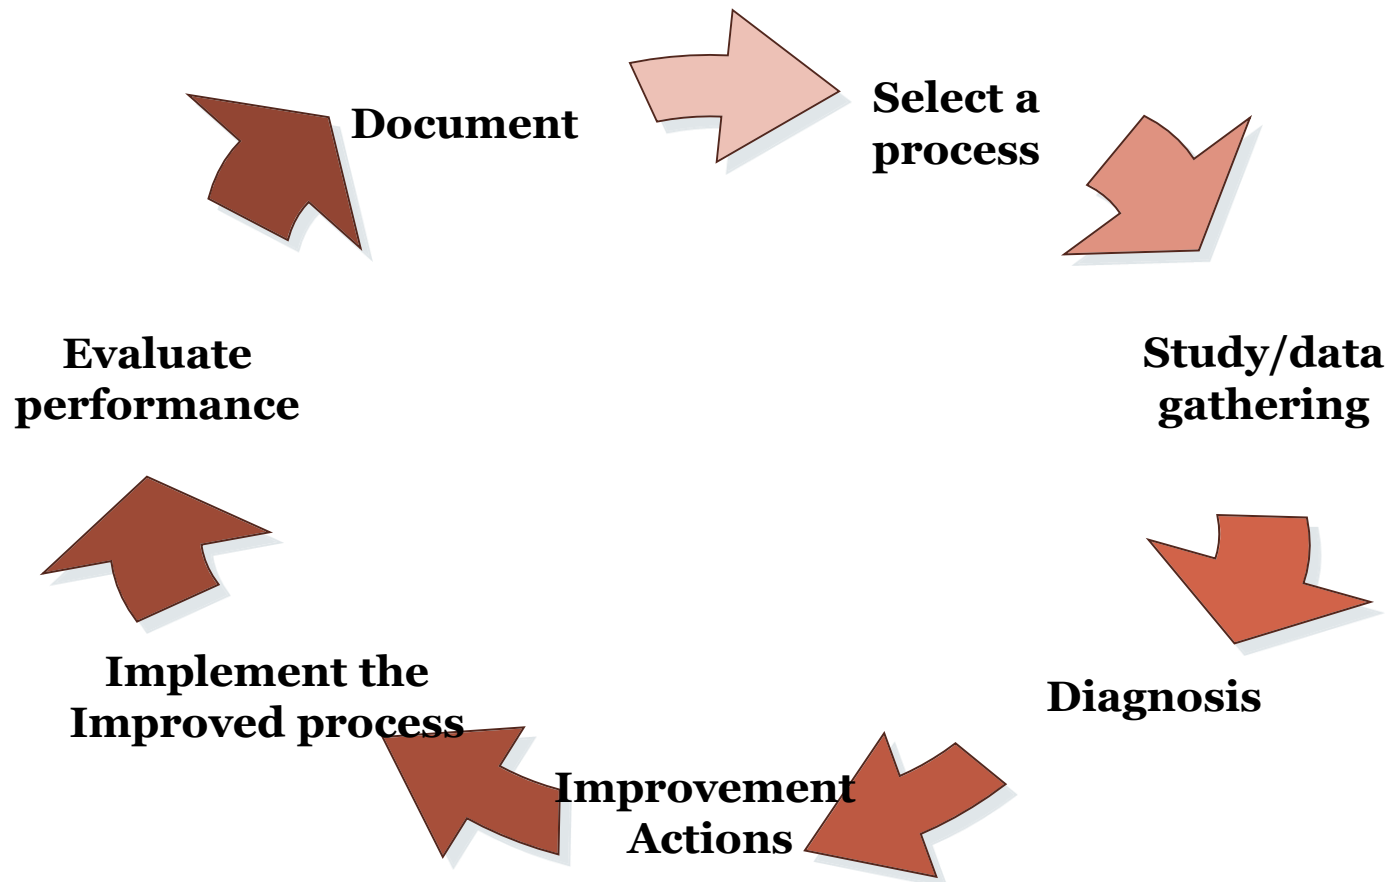 Document
Select a
process
Study/data
gathering
Diagnosis
Improvement
Actions
Implement the
Improved process
Evaluate
performance